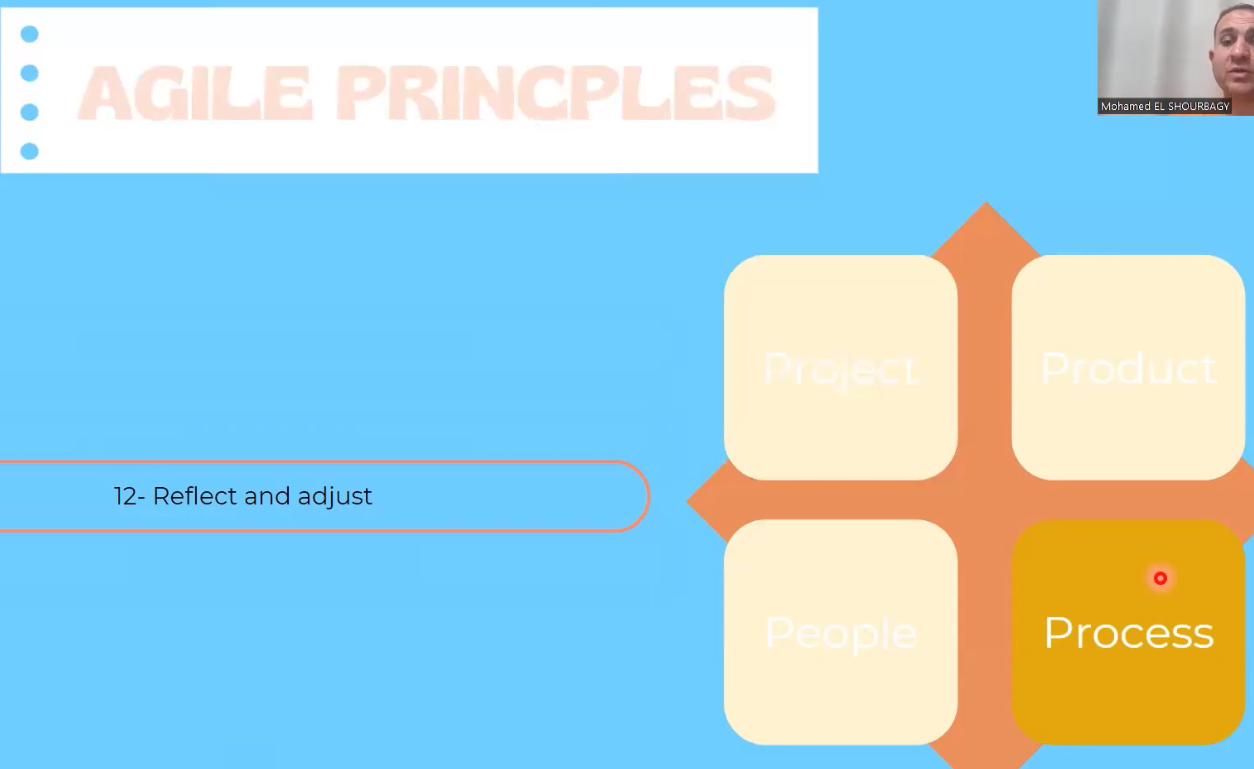 AGILE PRINCPLES
Mohamed EL SHOURBAGY
Project
Product
12- Reflect and adjust
People
Process